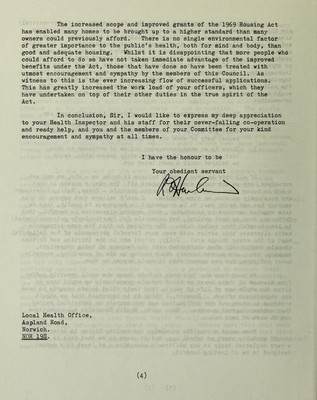 The increased scope and improved grants of the 1969 Housing Act
has enabled many homes to be brought up to a higher standard than many
owners could previously afford. There is no single environmental factor
of greater importance to the public's health, both for mind and body, than
good and adequate housing. Whilst it is disappointing that more people who
could afford to do so have not taken immediate advantage of the improved
benefits under the Act, those that have done so have been treated with
utmost encouragement and sympathy by the members of this Council. As
witness to this is the ever increasing flow of successful applications.
This has greatly increased the work load of your officers, which they
have undertaken on top of their other duties in the true spirit of the
Act.
In conclusion, Sir, I would like to express my deep appreciation
to your Health Inspector and his staff for their never-failing co-operation
and ready help, and you and the members of your Committee for your kind
encouragement and sympathy at all times.
I have the honour to be
Your obedient servant
Local Health Office,
Aspland Road,
Norwich.
NOR 19S.
(4)